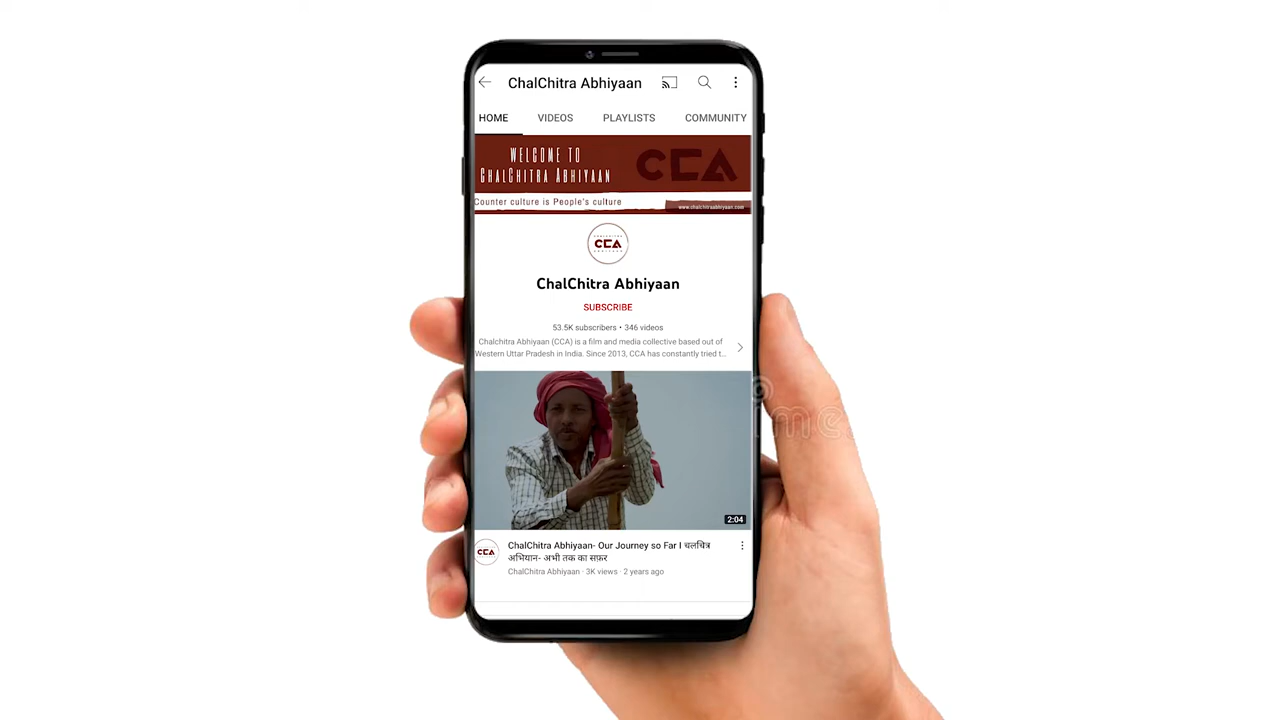 ChalChitra Abhiyaan
HOME VIDEOS PLAYLISTS COMMUNITY
WELCOME TO
CHALCHITRA ABHIYAAN
CCA
Counter culture is People's culture
www.chalchitraabhiyaan.com
CCA
ChalChitra Abhiyaan
SUBSCRIBE
53.5K subscribers • 346 videos
Chalchitra Abhiyaan (CCA) is a film and media collective based out of
Western Uttar Pradesh in India. Since 2013, CCA has constantly tried t...
2:04
CCA
ChalChitra Abhiyaan- Our Journey so Far I चलचित्र
अभियान- अभी तक का सफ़र
ChalChitra Abhiyaan · 3K views · 2 years ago